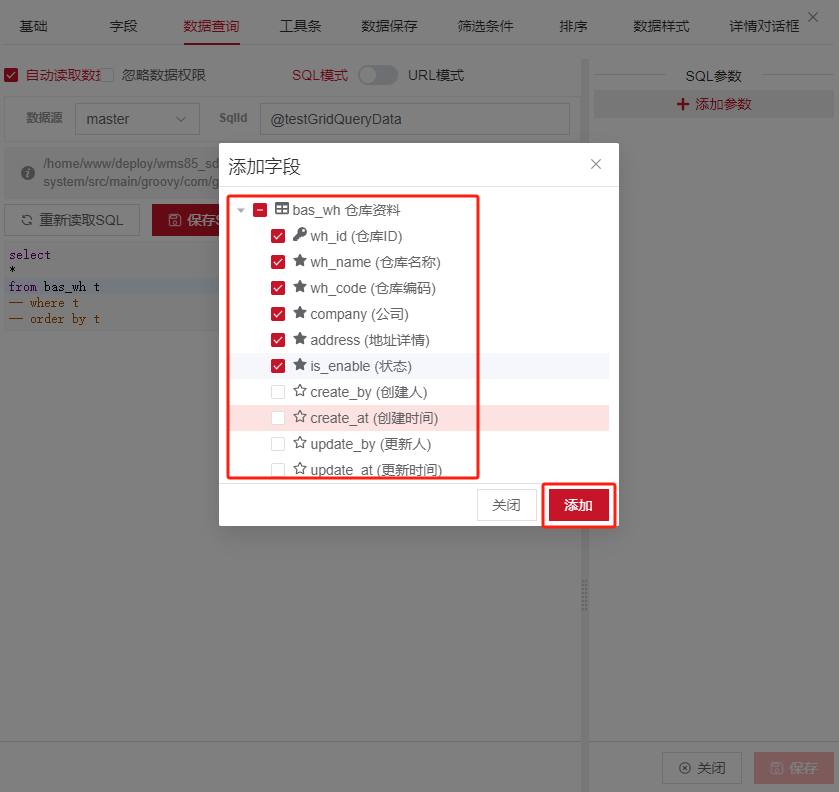 基础 字段 数据查询 工具条 数据保存 筛选条件 排序 数据样式 详情对话框
自动读取数据 忽略数据权限 SQL模式 URL模式
SQL参数
添加参数
数据源 master SqlId @testGridQueryData
/home/www/deploy/wms85_sd
system/src/main/groovy/com/g
重新读取SQL 保存S
select
*
from bas_wh t
-- where t
-- order by t
添加字段
bas_wh 仓库资料
wh_id (仓库ID)
wh_name (仓库名称)
wh_code (仓库编码)
company (公司)
address (地址详情)
is_enable (状态)
create_by (创建人)
create_at (创建时间)
update_by (更新人)
update_at (更新时间)
关闭 添加
关闭 保存